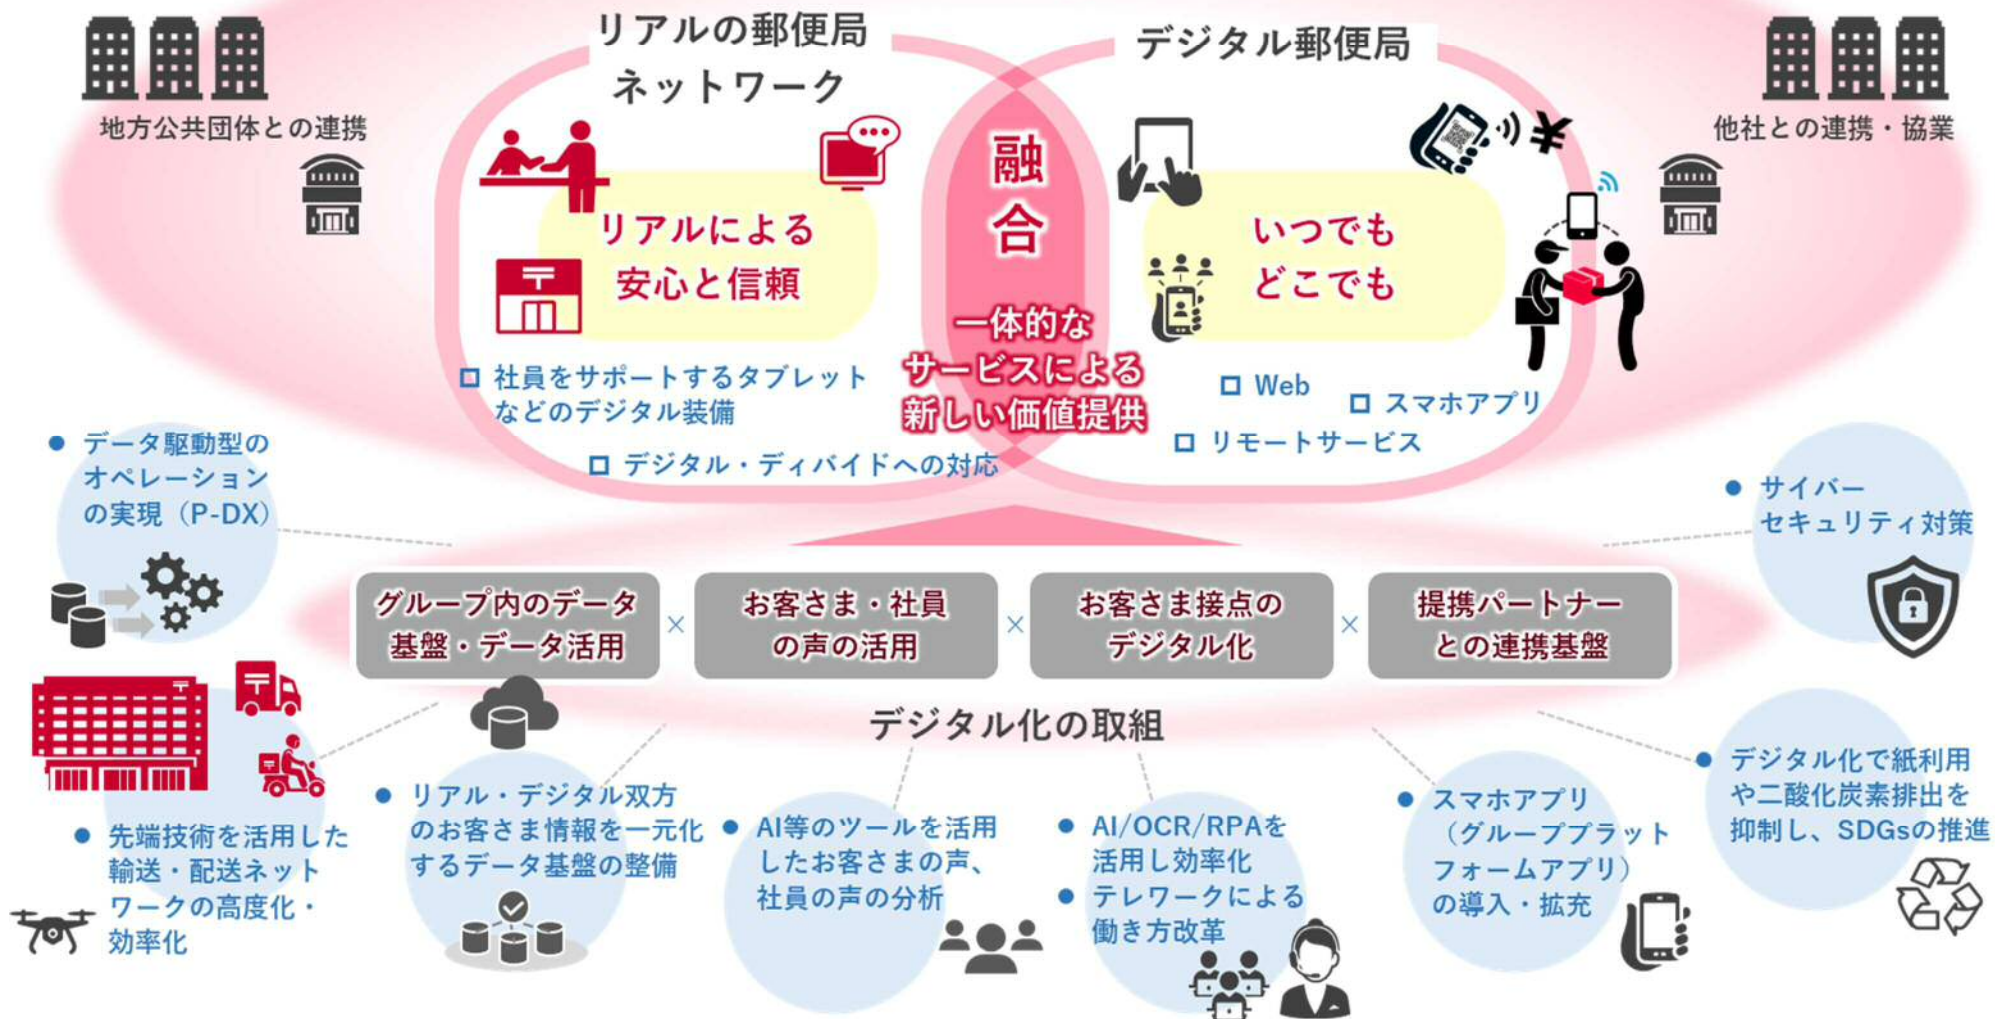 リアルの郵便局
ネットワーク
デジタル郵便局
地方公共団体との連携
他社との連携・協業
融
合
リアルによる
安心と信頼
いつでも
どこでも
¥
〒
一体的な
サービスによる
新しい価値提供
社員をサポートするタブレット
などのデジタル装備
デジタル・ディバイドへの対応
Web
スマホアプリ
リモートサービス
● データ駆動型の
オペレーション
の実現（P-DX）
● サイバー
セキュリティ対策
グループ内のデータ
基盤・データ活用
×
お客さま・社員
の声の活用
×
お客さま接点の
デジタル化
×
提携パートナー
との連携基盤
デジタル化の取組
〒
〒
〒
● 先端技術を活用した
輸送・配送ネット
ワークの高度化・
効率化
● リアル・デジタル双方
のお客さま情報を一元化
するデータ基盤の整備
● AI等のツールを活用
したお客さまの声、
社員の声の分析
● AI/OCR/RPAを
活用し効率化
● テレワークによる
働き方改革
● スマホアプリ
（グループプラット
フォームアプリ）
の導入・拡充
● デジタル化で紙利用
や二酸化炭素排出を
抑制し、SDGsの推進